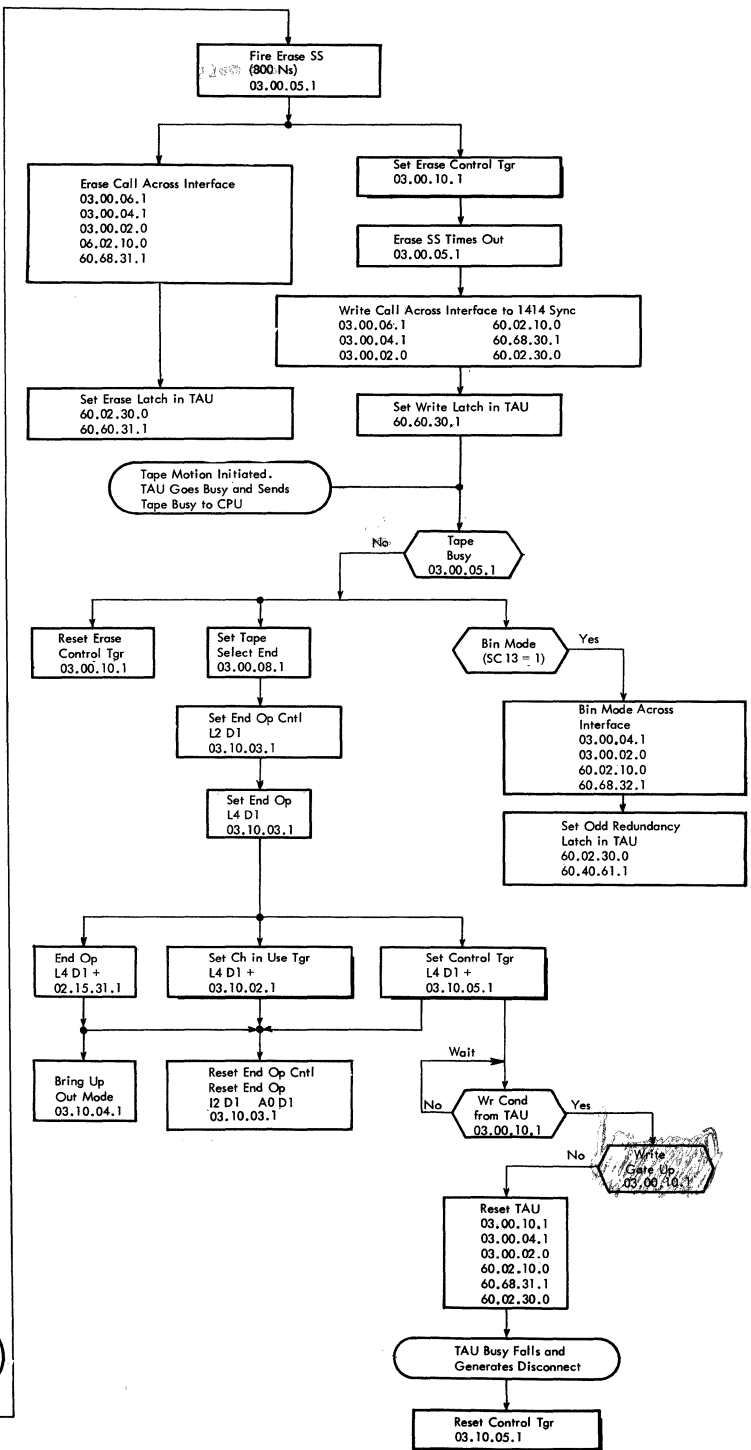 Fire Erase SS
(800 Ns)
03.00.05.1
Erase Call Across Interface
03.00.06.1
03.00.04.1
03.00.02.0
06.02.10.0
60.68.31.1
Set Erase Control Tgr
03.00.10.1
Erase SS Times Out
03.00.05.1
Write Call Across Interface to 1414 Sync
03.00.06.1 60.02.10.0
03.00.04.1 60.68.30.1
03.00.02.0 60.02.30.0
Set Erase Latch in TAU
60.02.30.0
60.60.31.1
Set Write Latch in TAU
60.60.30.1
Tape Motion Initiated.
TAU Goes Busy and Sends
Tape Busy to CPU
No
Tape
Busy
03.00.05.1
Reset Erase
Control Tgr
03.00.10.1
Set Tape
Select End
03.00.08.1
Bin Mode
(SC 13 = 1)
Yes
Set End Op Cntl
L2 D1
03.10.03.1
Bin Mode Across
Interface
03.00.04.1
03.00.02.0
60.02.10.0
60.68.32.1
Set End Op
L4 D1
03.10.03.1
Set Odd Redundancy
Latch in TAU
60.02.30.0
60.40.61.1
End Op
L4 D1 +
02.15.31.1
Set Ch in Use Tgr
L4 D1 +
03.10.02.1
Set Control Tgr
L4 D1 +
03.10.05.1
Wait
Bring Up
Out Mode
03.10.04.1
Reset End Op Cntl
Reset End Op
I2 D1 A0 D1
03.10.03.1
No
Wr Cond
from TAU
03.00.10.1
Yes
No
Write
Gate Up
03.00.10.1
Reset TAU
03.00.10.1
03.00.04.1
03.00.02.0
60.02.10.0
60.68.31.1
60.02.30.0
TAU Busy Falls and
Generates Disconnect
Reset Control Tgr
03.10.05.1